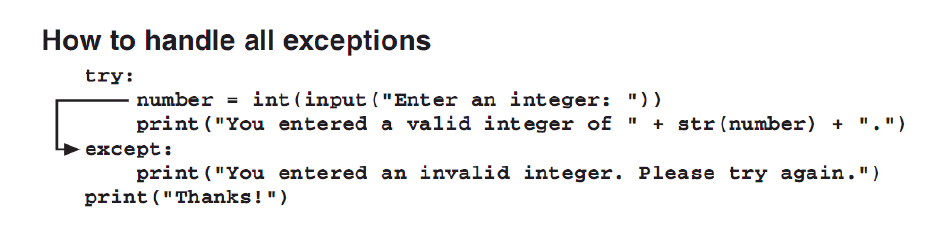 How to handle all exceptions
try:
number = int(input("Enter an integer: "))
print("You entered a valid integer of " + str(number) + ".")
except:
print("You entered an invalid integer. Please try again.")
print("Thanks!")